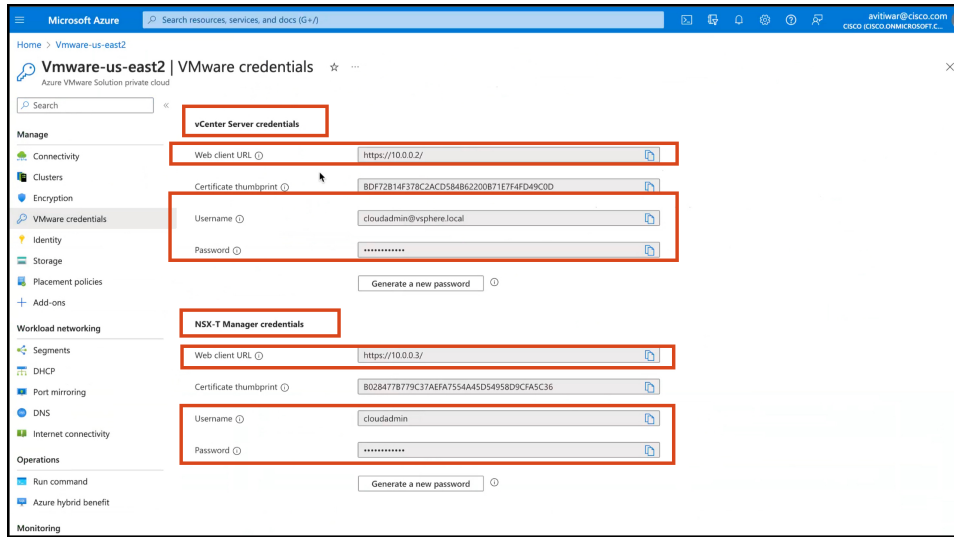 Microsoft Azure
Search resources, services, and docs (G+/)
avitiwar@cisco.com
CISCO (CISCO.ONMICROSOFT.C...
Home > Vmware-us-east2
Vmware-us-east2 | VMware credentials ☆ ...
Azure VMware Solution private cloud
Search
Manage
Connectivity
Clusters
Encryption
VMware credentials
Identity
Storage
Placement policies
Add-ons
Workload networking
Segments
DHCP
Port mirroring
DNS
Internet connectivity
Operations
Run command
Azure hybrid benefit
Monitoring
vCenter Server credentials
Web client URL https://10.0.0.2/
Certificate thumbprint BDF72B14F378C2ACD5B4B62200B71E7F4FD49C0D
Username cloudadmin@vsphere.local
Password ••••••••••••
Generate a new password
NSX-T Manager credentials
Web client URL https://10.0.0.3/
Certificate thumbprint B028477B779C37AEFA7554A45D54958D9CFA5C36
Username cloudadmin
Password ••••••••••••
Generate a new password